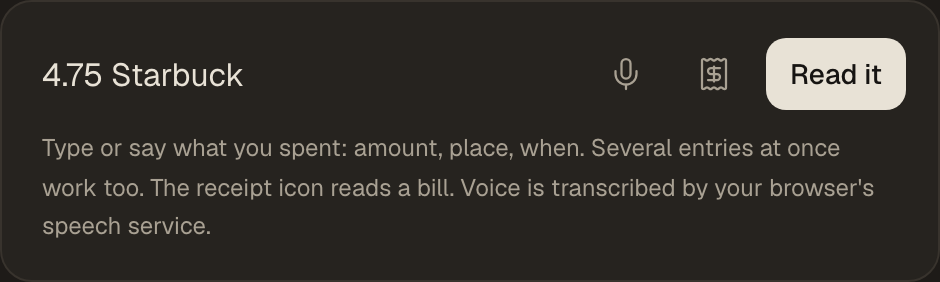 4.75 Starbuck
Read it
Type or say what you spent: amount, place, when. Several entries at once
work too. The receipt icon reads a bill. Voice is transcribed by your browser's
speech service.